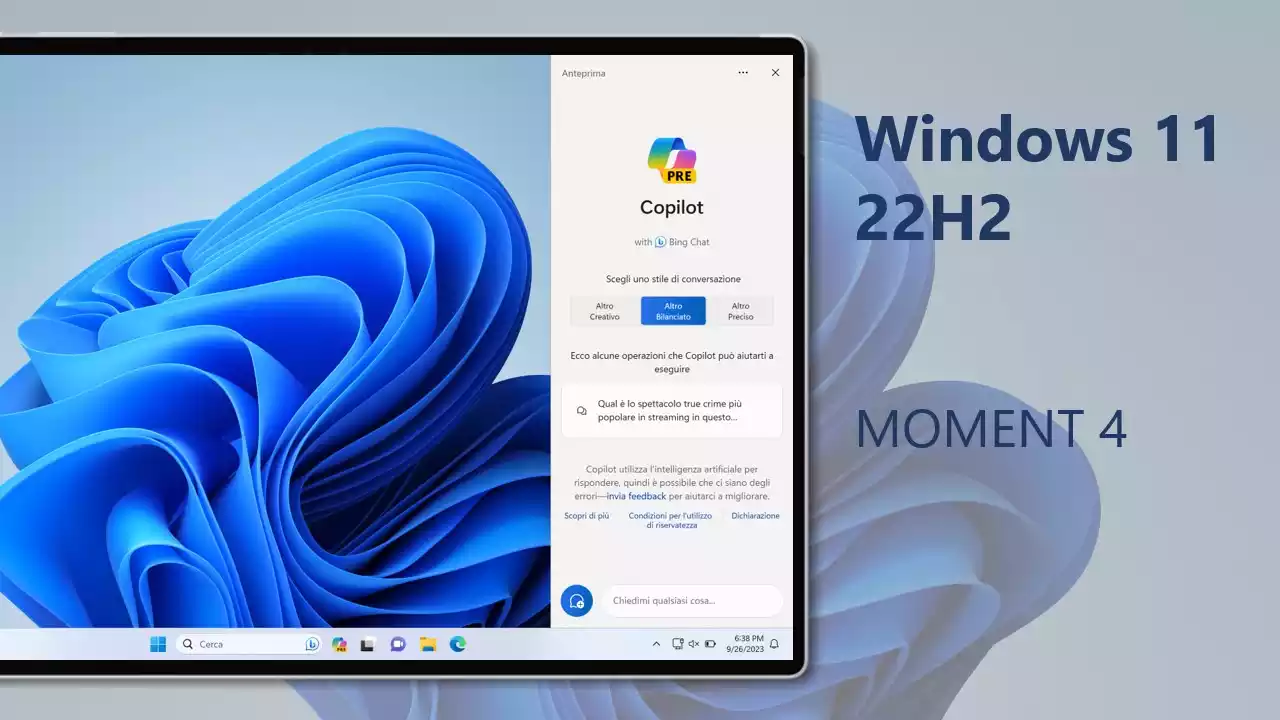 Anteprima
PRE
Copilot
with b Bing Chat
Scegli uno stile di conversazione
Altro
Creativo
Altro
Bilanciato
Altro
Preciso
Ecco alcune operazioni che Copilot può aiutarti a
eseguire
Qual è lo spettacolo true crime più
popolare in streaming in questo...
Copilot utilizza l'intelligenza artificiale per
rispondere, quindi è possibile che ci siano degli
errori—invia feedback per aiutarci a migliorare.
Scopri di più
Condizioni per l'utilizzo
Dichiarazione
di riservatezza
Chiedimi qualsiasi cosa...
Cerca
b
PRE
6:38 PM
9/26/2023
Windows 11
22H2
MOMENT 4